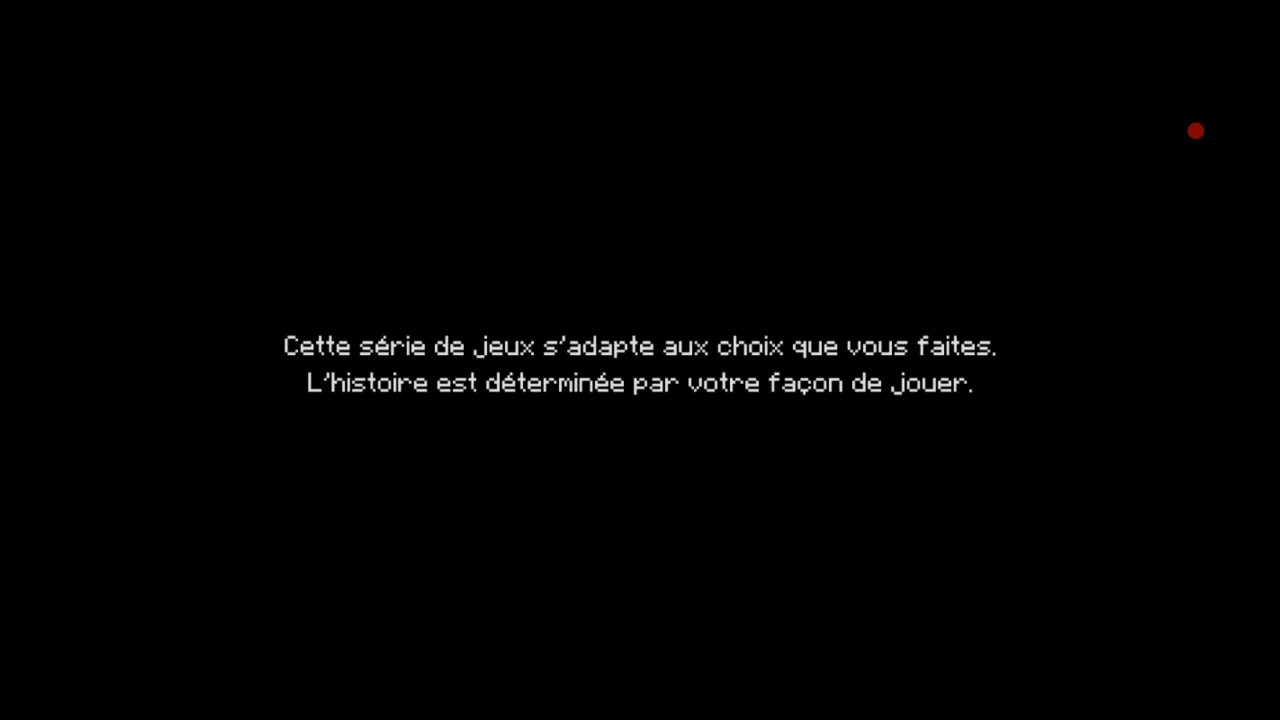 Cette série de jeux s'adapte aux choix que vous faites.
L'histoire est déterminée par votre façon de jouer.